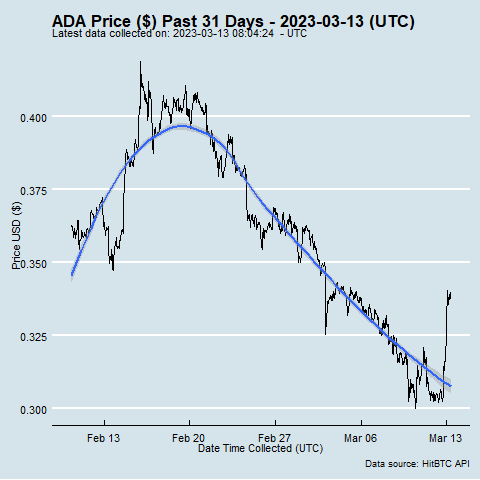 ADA Price ($) Past 31 Days - 2023-03-13 (UTC)
Latest data collected on: 2023-03-13 08:04:24 - UTC
Price USD ($)
0.400
0.375
0.350
0.325
0.300
Feb 13 Feb 20 Feb 27 Mar 06 Mar 13
Date Time Collected (UTC)
Data source: HitBTC API